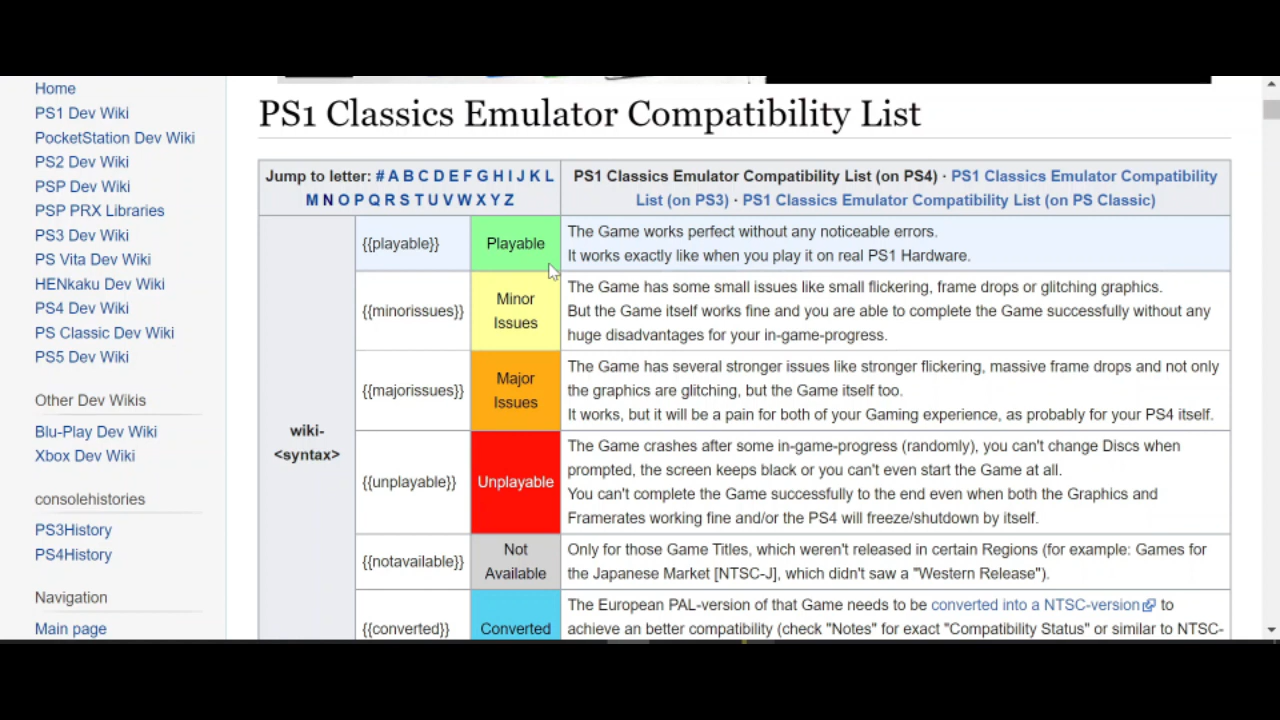 Home
PS1 Dev Wiki
PocketStation Dev Wiki
PS2 Dev Wiki
PSP Dev Wiki
PSP PRX Libraries
PS3 Dev Wiki
PS Vita Dev Wiki
HENkaku Dev Wiki
PS4 Dev Wiki
PS Classic Dev Wiki
PS5 Dev Wiki
Other Dev Wikis
Blu-Play Dev Wiki
Xbox Dev Wiki
consolehistories
PS3History
PS4History
Navigation
Main page
PS1 Classics Emulator Compatibility List
Jump to letter: # A B C D E F G H I J K L
M N O P Q R S T U V W X Y Z
PS1 Classics Emulator Compatibility List (on PS4) · PS1 Classics Emulator Compatibility
List (on PS3) · PS1 Classics Emulator Compatibility List (on PS Classic)
wiki-
<syntax>
{{playable}}
Playable
The Game works perfect without any noticeable errors.
It works exactly like when you play it on real PS1 Hardware.
{{minorissues}}
Minor
Issues
The Game has some small issues like small flickering, frame drops or glitching graphics.
But the Game itself works fine and you are able to complete the Game successfully without any
huge disadvantages for your in-game-progress.
{{majorissues}}
Major
Issues
The Game has several stronger issues like stronger flickering, massive frame drops and not only
the graphics are glitching, but the Game itself too.
It works, but it will be a pain for both of your Gaming experience, as probably for your PS4 itself.
{{unplayable}}
Unplayable
The Game crashes after some in-game-progress (randomly), you can't change Discs when
prompted, the screen keeps black or you can't even start the Game at all.
You can't complete the Game successfully to the end even when both the Graphics and
Framerates working fine and/or the PS4 will freeze/shutdown by itself.
{{notavailable}}
Not
Available
Only for those Game Titles, which weren't released in certain Regions (for example: Games for
the Japanese Market [NTSC-J], which didn't saw a "Western Release").
{{converted}}
Converted
The European PAL-version of that Game needs to be converted into a NTSC-version to
achieve an better compatibility (check "Notes" for exact "Compatibility Status" or similar to NTSC-